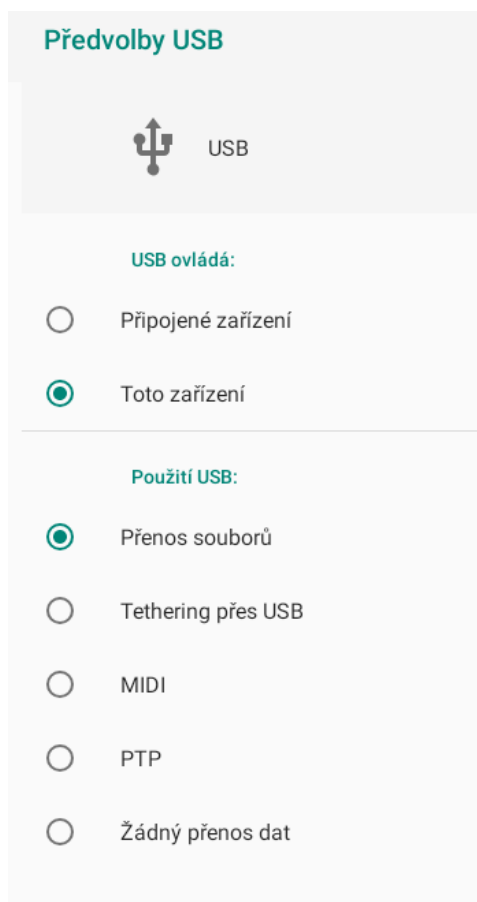 Předvolby USB
USB
USB ovládá:
Připojené zařízení
Toto zařízení
Použití USB:
Přenos souborů
Tethering přes USB
MIDI
PTP
Žádný přenos dat